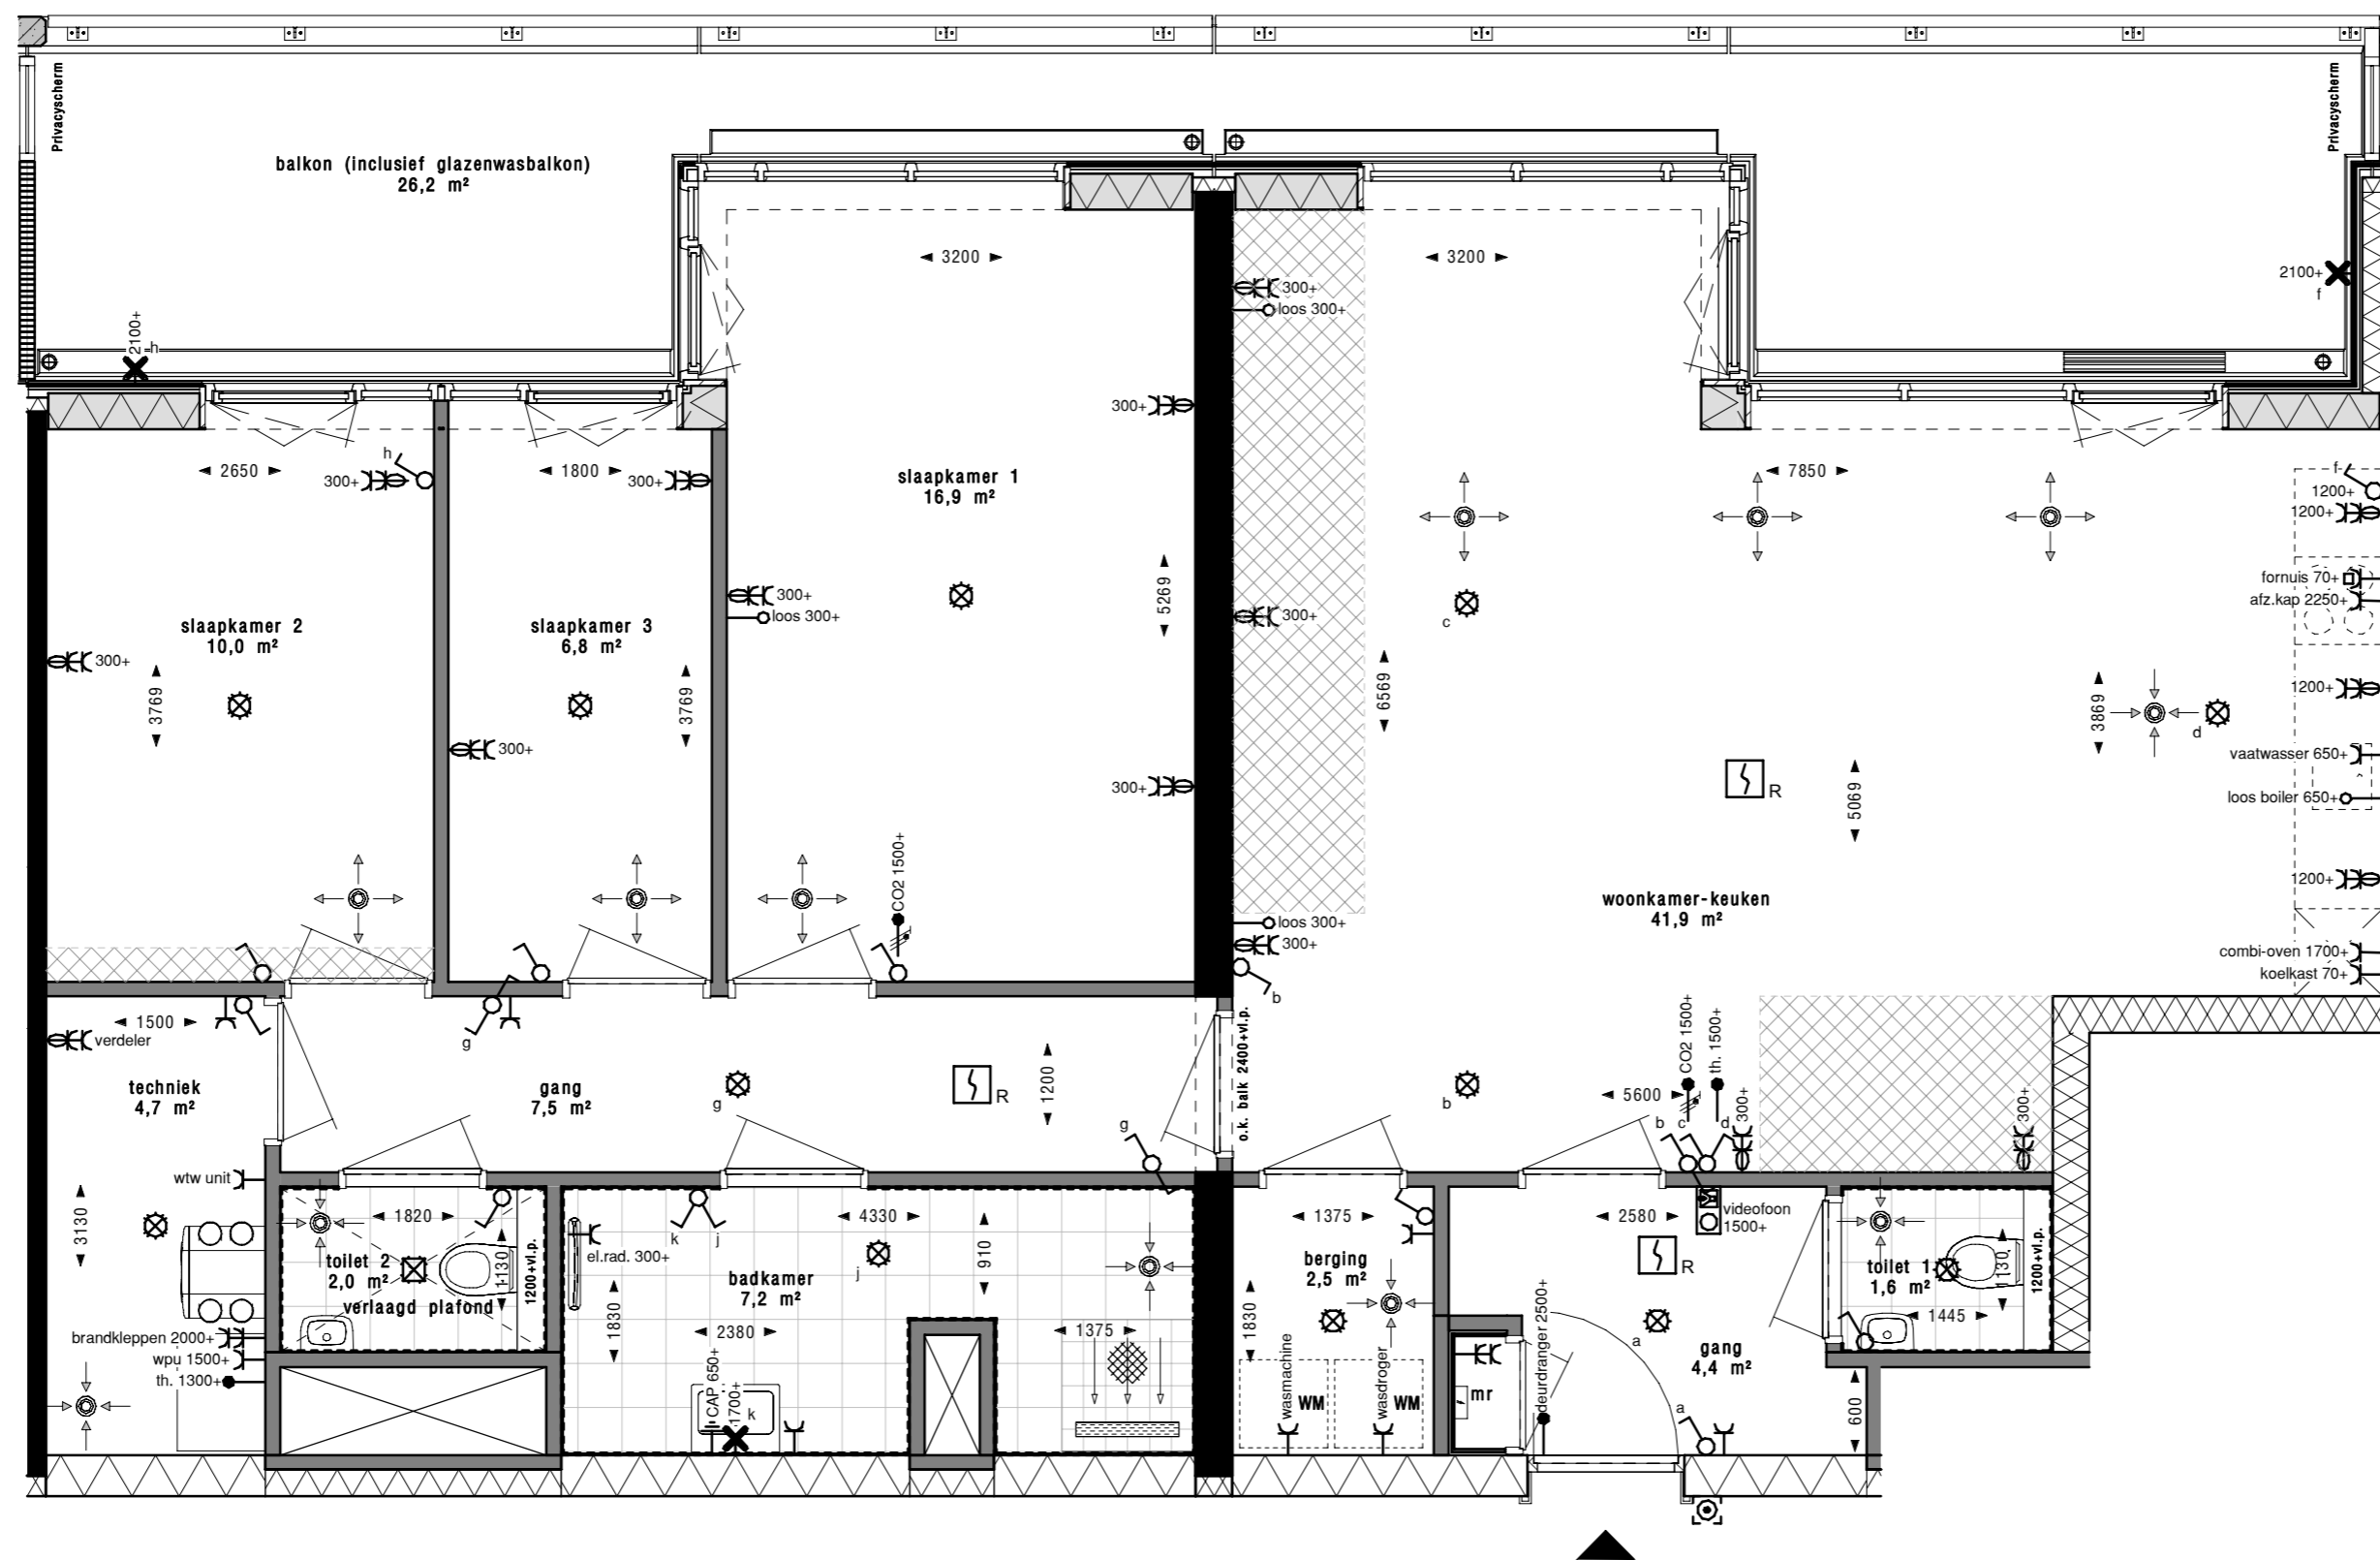 Privacyscherm
Privacyscherm
balkon (inclusief glazenwasbalkon)
26,2 m²
3200
3200
300+
loos 300+
2100+
f
2100+
h
300+
2650
h
300+
1800
300+
slaapkamer 1
16,9 m²
7850
f
1200+
1200+
fornuis 70+
afz.kap 2250+
5269
300+
loos 300+
300+
c
slaapkamer 2
10,0 m²
slaapkamer 3
6,8 m²
300+
3769
3769
6569
3869
d
1200+
300+
300+
vaatwasser 650+
loos boiler 650+
R
5069
CO2 1500+
woonkamer-keuken
41,9 m²
1200+
loos 300+
300+
b
combi-oven 1700+
koelkast 70+
1500
verdeler
g
techniek
4,7 m²
gang
7,5 m²
g
R
1200
g
o.k. balk 2400+vl.p.
b
5600
CO2 1500+
th. 1500+
b
c
d
300+
300+
wtw unit
3130
1820
toilet 2
2,0 m²
verlaagd plafond
1130
1200+vl.p.
el.rad. 300+
k
j
4330
j
910
badkamer
7,2 m²
1830
2380
1375
CAP 650+
1700+
k
brandkleppen 2000+
wpu 1500+
th. 1300+
1375
berging
2,5 m²
1830
wasmachine
WM
wasdroger
WM
mr
deurdranger 2500+
2580
videofoon
1500+
R
a
gang
4,4 m²
a
600
toilet 1
1,6 m²
1130
1445
1200+vl.p.